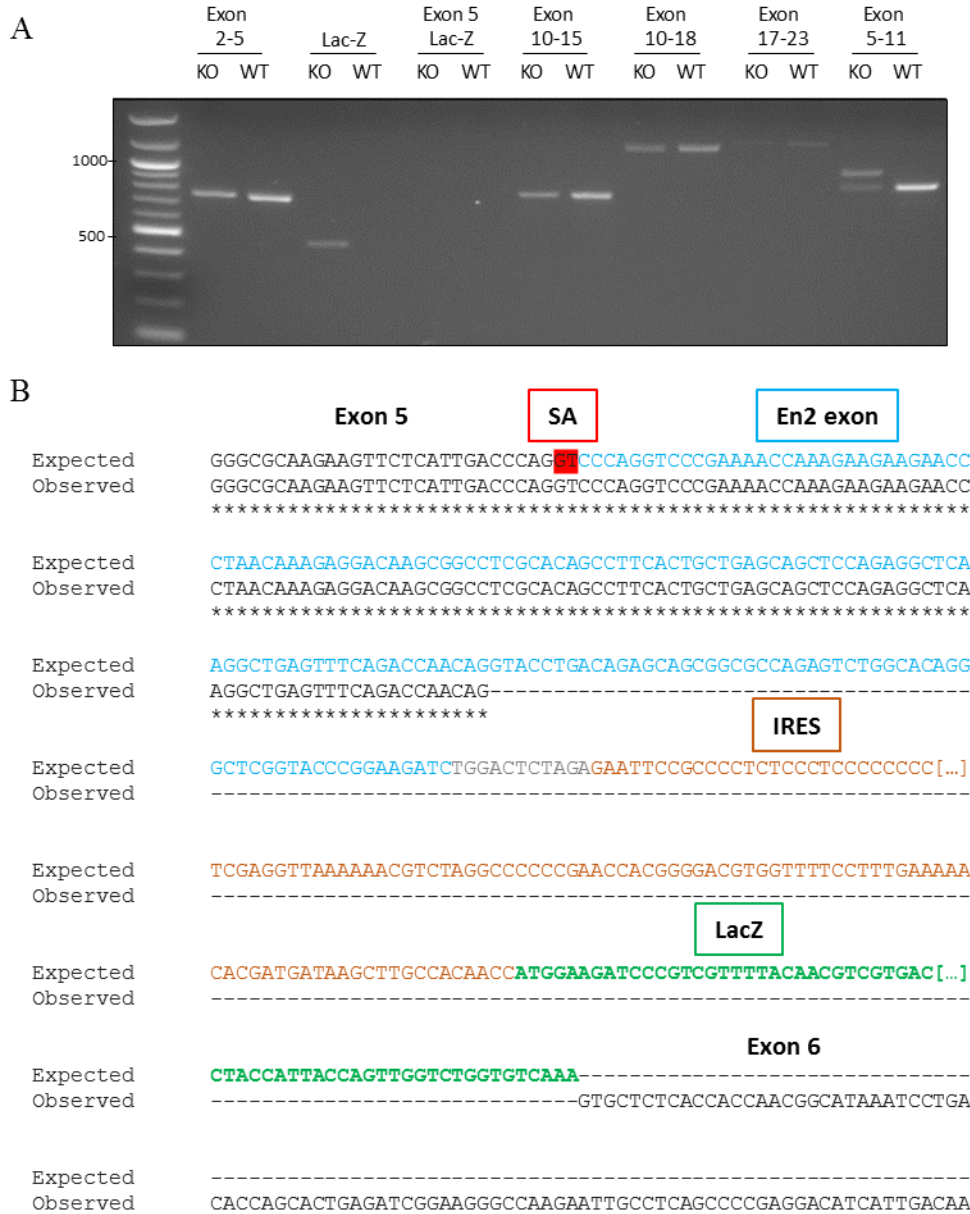 A
Exon 2-5
Lac-Z
Exon 5 Lac-Z
Exon 10-15
Exon 10-18
Exon 17-23
Exon 5-11
KO WT KO WT KO WT KO WT KO WT KO WT KO WT
1000
500
B
Exon 5 SA En2 exon
Expected GGGCGCAAGAAGTTCTCATTGACCCAGGTCCCAGGTCCCGAAAACCAAAGAAGAAGAACC
Observed GGGCGCAAGAAGTTCTCATTGACCCAGGTCCCAGGTCCCGAAAACCAAAGAAGAAGAACC
************************************************************
Expected CTAACAAAGAGGACAAGCGGCCTCGCACAGCCTTCACTGCTGAGCAGCTCCAGAGGCTCA
Observed CTAACAAAGAGGACAAGCGGCCTCGCACAGCCTTCACTGCTGAGCAGCTCCAGAGGCTCA
************************************************************
Expected AGGCTGAGTTTCAGACCAACAGGTACCTGACAGAGCAGCGGCGCCAGAGTCTGGCACAGG
Observed AGGCTGAGTTTCAGACCAACAG--------------------------------------
**********************
IRES
Expected GCTCGGTACCCGGAAGATCTGGACTCTAGAGAATTCCGCCCCTCTCCCTCCCCCCCC[...]
Observed ------------------------------------------------------------
Expected TCGAGGTTAAAAAACGTCTAGGCCCCCCGAACCACGGGGACGTGGTTTTCCTTTGAAAAA
Observed ------------------------------------------------------------
LacZ
Expected CACGATGATAAGCTTGCCACAACCATGGAAGATCCCGTCGTTTTACAACGTCGTGAC[...]
Observed ------------------------------------------------------------
Exon 6
Expected CTACCATTACCAGTTGGTCTGGTGTCAAA-------------------------------
Observed -----------------------------GTGCTCTCACCACCAACGGCATAAATCCTGA
Expected ------------------------------------------------------------
Observed CACCAGCACTGAGATCGGAAGGGCCAAGAATTGCCTCAGCCCCGAGGACATCATTGACAA